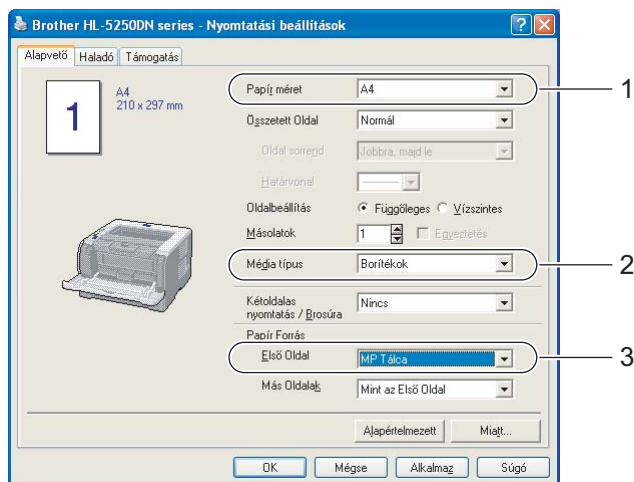 Brother HL-5250DN series - Nyomtatási beállítások
Alapvető Haladó Támogatás
1
A4
210 x 297 mm
Papír méret A4 1
Összetett Oldal Normál
Oldal sorrend Jobbra, majd le
Határvonal
Oldalbeállítás Függőleges Vízszintes
Másolatok 1 Egyeztetés
Média típus Borítékok 2
Kétoldalas
nyomtatás / Brosúra Nincs
Papír Forrás
Első Oldal MP Tálca 3
Más Oldalak Mint az Első Oldal
Alapértelmezett Miatt...
OK Mégse Alkalmaz Súgó